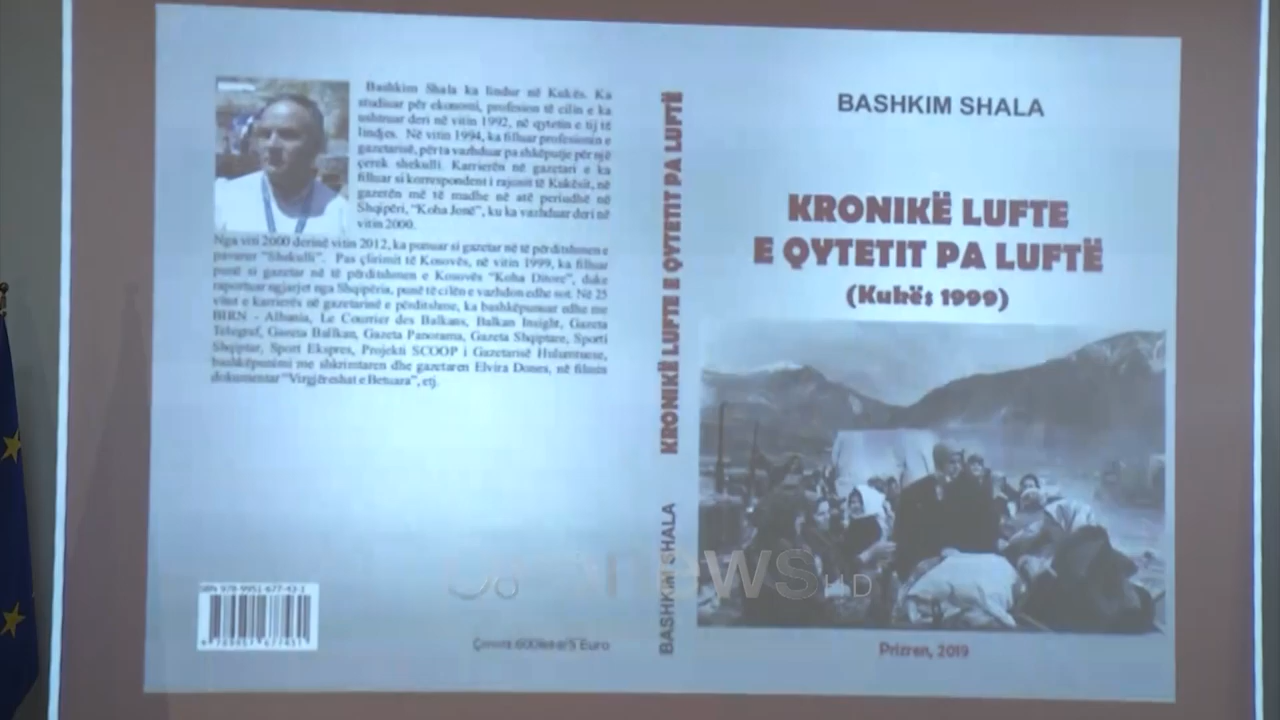 Bashkim Shala ka lindur në Kukës. Ka
studiuar për ekonomi, profesion të cilin e ka
ushtruar deri në vitin 1992, në qytetin e tij të
lindjes. Në vitin 1994, ka filluar profesionin e
gazetarisë, për ta vazhduar pa shkëputje për një
çerek shekulli. Karrierën në gazetari e ka
filluar si korrespondent i rajonit të Kukësit, në
gazetën më të madhe në atë periudhë në
Shqipëri, "Koha Jonë", ku ka vazhduar deri në
vitin 2000.
Nga viti 2000 deri në vitin 2012, ka punuar si gazetar në të përditshmen e
pavarur "Shekulli". Pas çlirimit të Kosovës, në vitin 1999, ka filluar
punë si gazetar në të përditshmen e Kosovës "Koha Ditore", duke
raportuar ngjarjet nga Shqipëria, punë të cilën e vazhdon edhe sot. Në 25
vitet e karrierës në gazetarinë e përditshme, ka bashkëpunuar edhe me
BIRN - Albania, Le Courrier des Balkans, Balkan Insight, Gazeta
Telegraf, Gazeta Ballkan, Gazeta Panorama, Gazeta Shqiptare, Sporti
Shqiptar, Sport Ekspres, Projekti SCOOP i Gazetarisë Hulumtuese,
bashkëpunimi me shkrimtaren dhe gazetaren Elvira Dones, në filmin
dokumentar "Virgjëreshat e Betuara", etj.
ISBN 978-9951-677-43-1
Çmimi: 600lekë/5 Euro
KRONIKË LUFTE E QYTETIT PA LUFTË
BASHKIM SHALA
BASHKIM SHALA
KRONIKË LUFTE
E QYTETIT PA LUFTË
(Kukës 1999)
Prizren, 2019
news HD